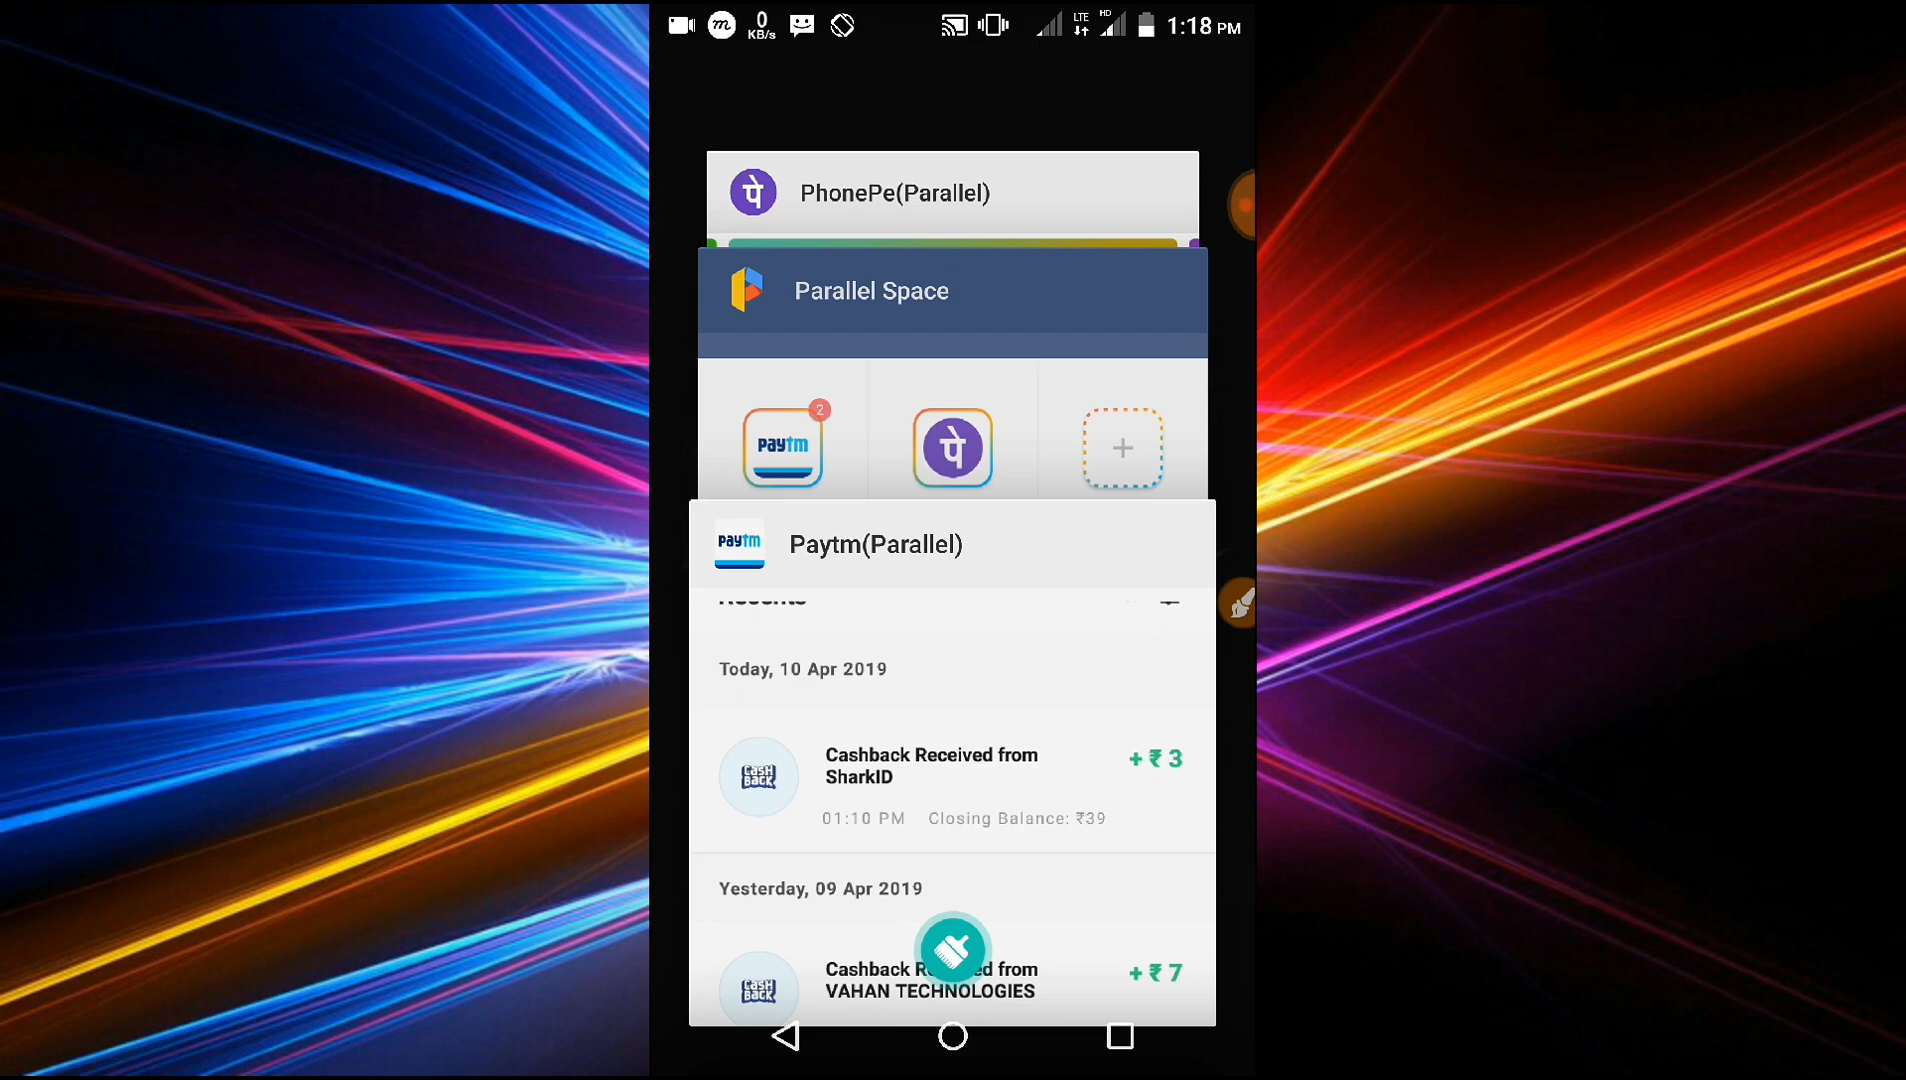 0
KB/s
LTE
HD
1:18 PM
पे
PhonePe(Parallel)
Parallel Space
2
paytm
पे
+
paytm
Paytm(Parallel)
Recents
Today, 10 Apr 2019
CASH
BACK
Cashback Received from
SharkID
+ ₹ 3
01:10 PM Closing Balance: ₹39
Yesterday, 09 Apr 2019
CASH
BACK
Cashback R ed from
VAHAN TECHNOLOGIES
+ ₹ 7